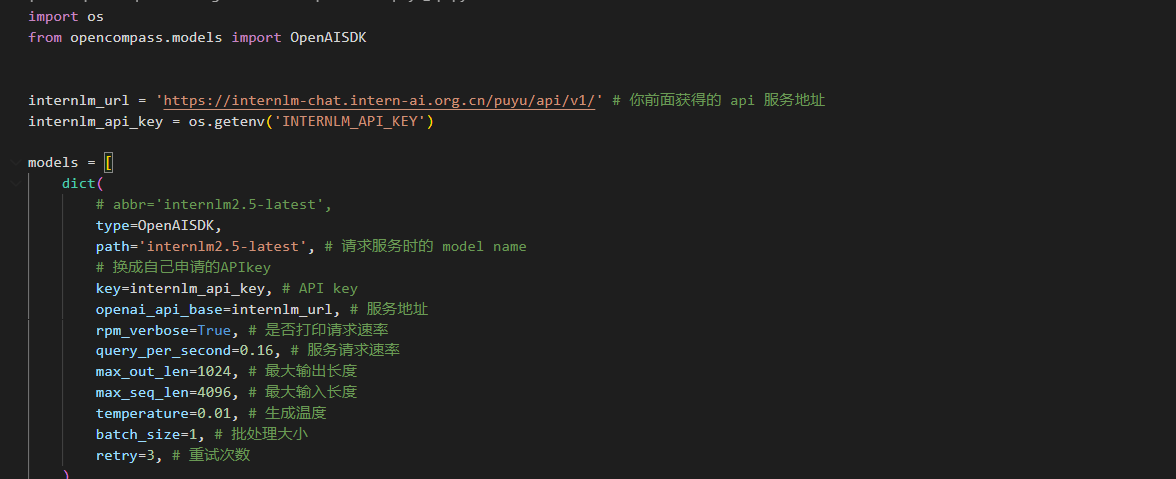 import os
from opencompass.models import OpenAISDK
internlm_url = 'https://internlm-chat.intern-ai.org.cn/puyu/api/v1/' # 你前面获得的 api 服务地址
internlm_api_key = os.getenv('INTERNLM_API_KEY')
models = [
    dict(
        # abbr='internlm2.5-latest',
        type=OpenAISDK,
        path='internlm2.5-latest', # 请求服务时的 model name
        # 换成自己申请的APIkey
        key=internlm_api_key, # API key
        openai_api_base=internlm_url, # 服务地址
        rpm_verbose=True, # 是否打印请求速率
        query_per_second=0.16, # 服务请求速率
        max_out_len=1024, # 最大输出长度
        max_seq_len=4096, # 最大输入长度
        temperature=0.01, # 生成温度
        batch_size=1, # 批处理大小
        retry=3, # 重试次数
    )